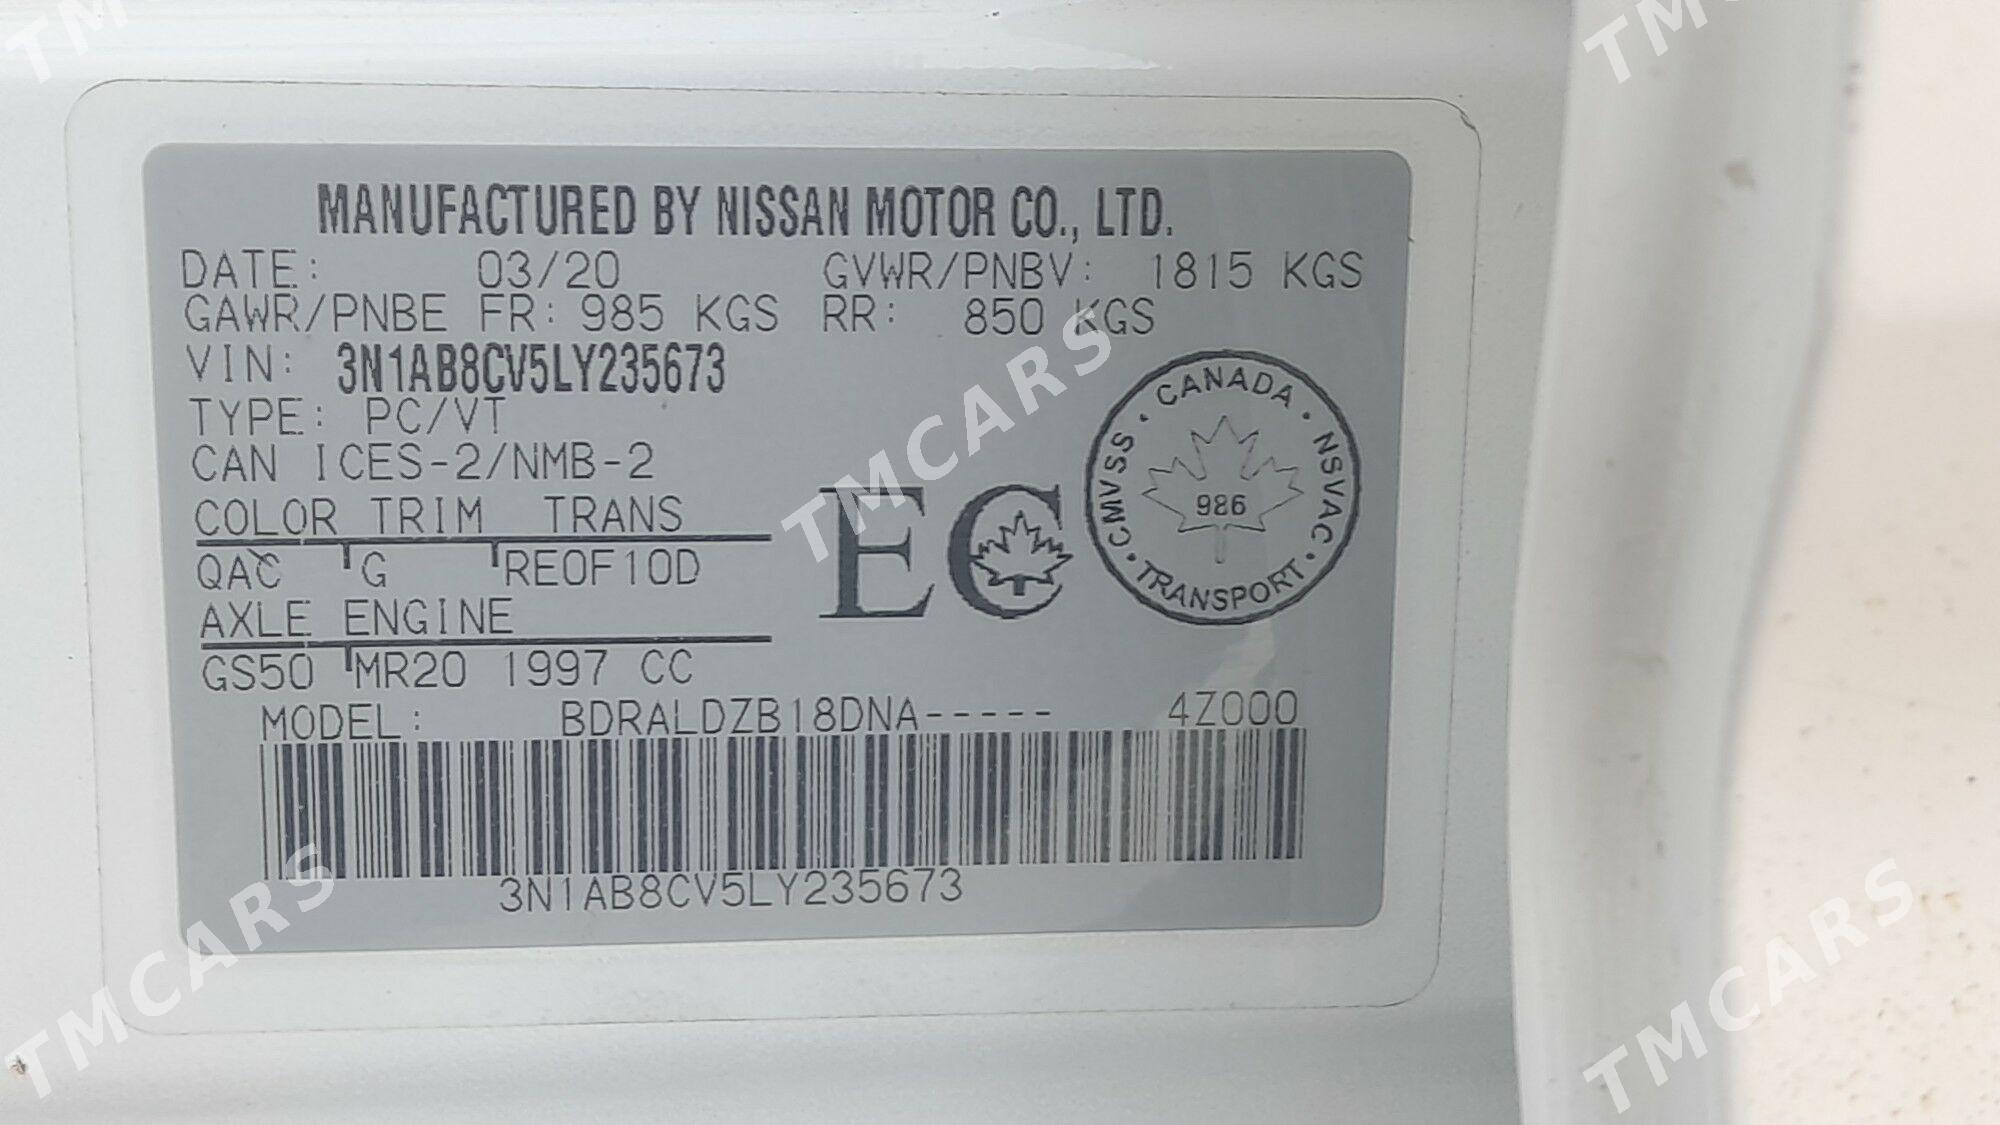 MANUFACTURED BY NISSAN MOTOR CO., LTD.
DATE: 03/20 GVWR/PNBV: 1815 KGS
GAWR/PNBE FR: 985 KGS RR: 850 KGS
VIN: 3N1AB8CV5LY235673
TYPE: PC/VT
CAN ICES-2/NMB-2
COLOR TRIM TRANS
QAC G RE0F10D
AXLE ENGINE
GS50 MR20 1997 CC
EC
CANADA
CMVSS
NSVAC
986
TRANSPORT
MODEL: BDRALDZB18DNA----- 4Z000
3N1AB8CV5LY235673
TMCARS
TMCARS
TMCARS